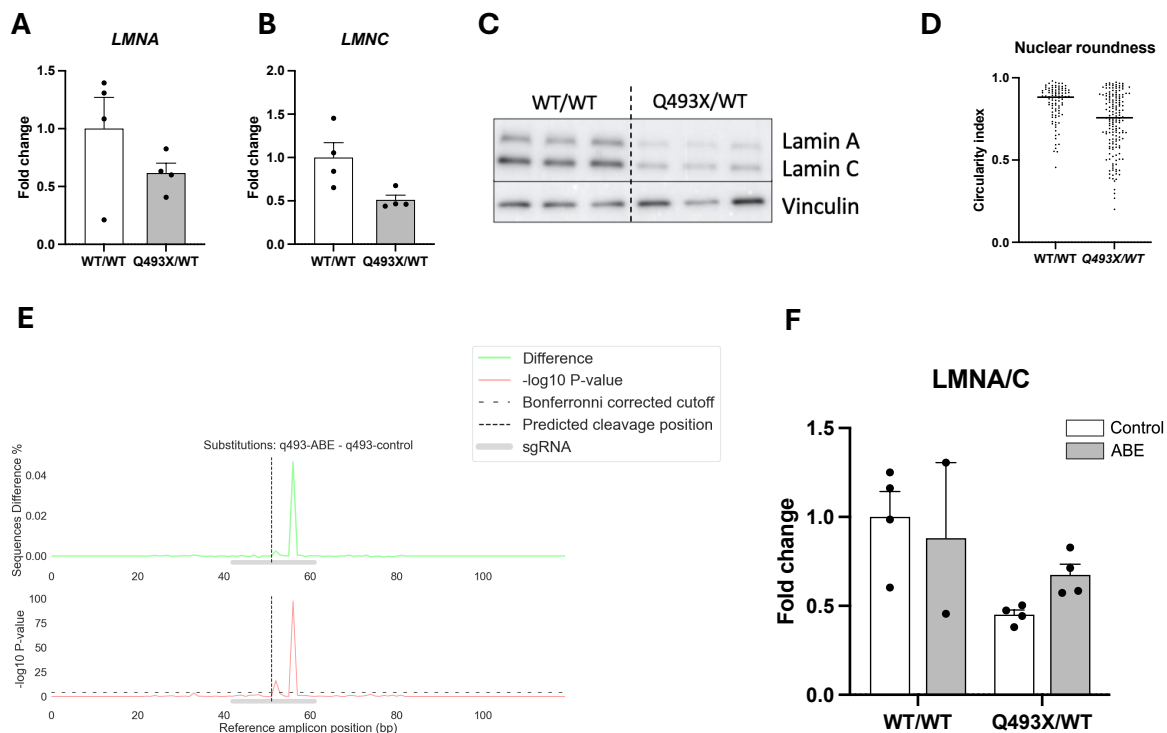 A
LMNA
Fold change
1.5
1.0
0.5
0.0
WT/WT Q493X/WT
B
LMNC
Fold change
2.0
1.5
1.0
0.5
0.0
WT/WT Q493X/WT
C
WT/WT Q493X/WT
Lamin A
Lamin C
Vinculin
D
Nuclear roundness
Circularity index
1.0
0.5
0.0
WT/WT Q493X/WT
E
Difference
-log10 P-value
Bonferronni corrected cutoff
Predicted cleavage position
sgRNA
Substitutions: q493-ABE - q493-control
Sequences Difference %
0.04
0.02
0.00
0 20 40 60 80 100
-log10 P-value
100
75
50
25
0
0 20 40 60 80 100
Reference amplicon position (bp)
F
LMNA/C
Control
ABE
Fold change
1.5
1.0
0.5
0.0
WT/WT Q493X/WT